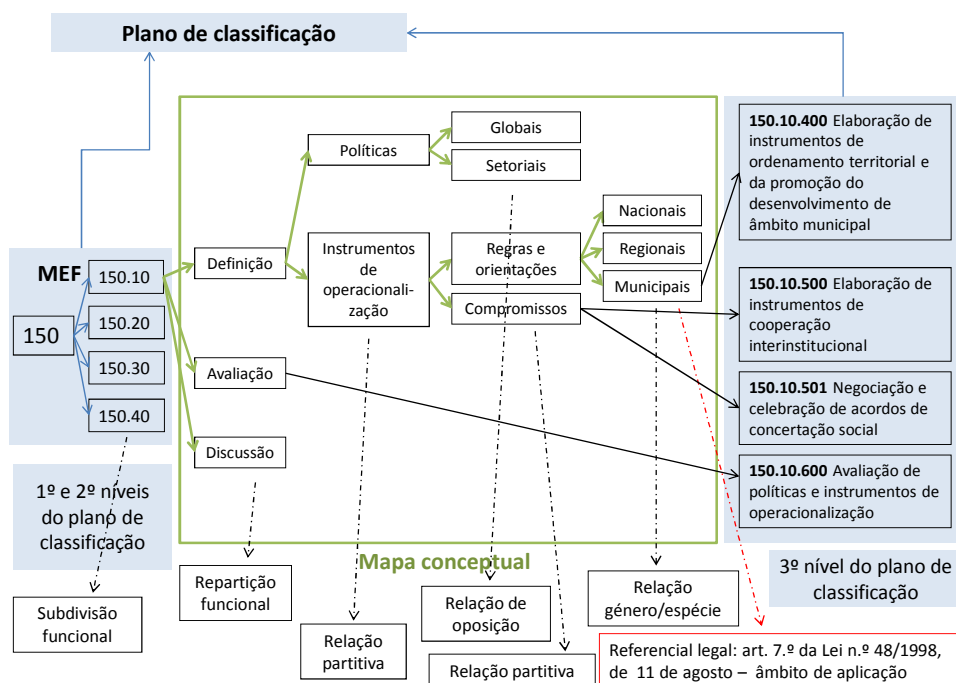 Plano de classificação
MEF
150
150.10
150.20
150.30
150.40
1º e 2º níveis
do plano de
classificação
Subdivisão
funcional
Definição
Avaliação
Discussão
Políticas
Instrumentos
de
operacionali-
zação
Globais
Setoriais
Regras e
orientações
Compromissos
Nacionais
Regionais
Municipais
Mapa conceptual
Repartição
funcional
Relação
partitiva
Relação de
oposição
Relação partitiva
Relação
género/espécie
150.10.400 Elaboração de
instrumentos de
ordenamento territorial e
da promoção do
desenvolvimento de
âmbito municipal
150.10.500 Elaboração de
instrumentos de
cooperação
interinstitucional
150.10.501 Negociação e
celebração de acordos de
concertação social
150.10.600 Avaliação de
políticas e instrumentos de
operacionalização
3º nível do plano de
classificação
Referencial legal: art. 7.º da Lei n.º 48/1998,
de 11 de agosto – âmbito de aplicação